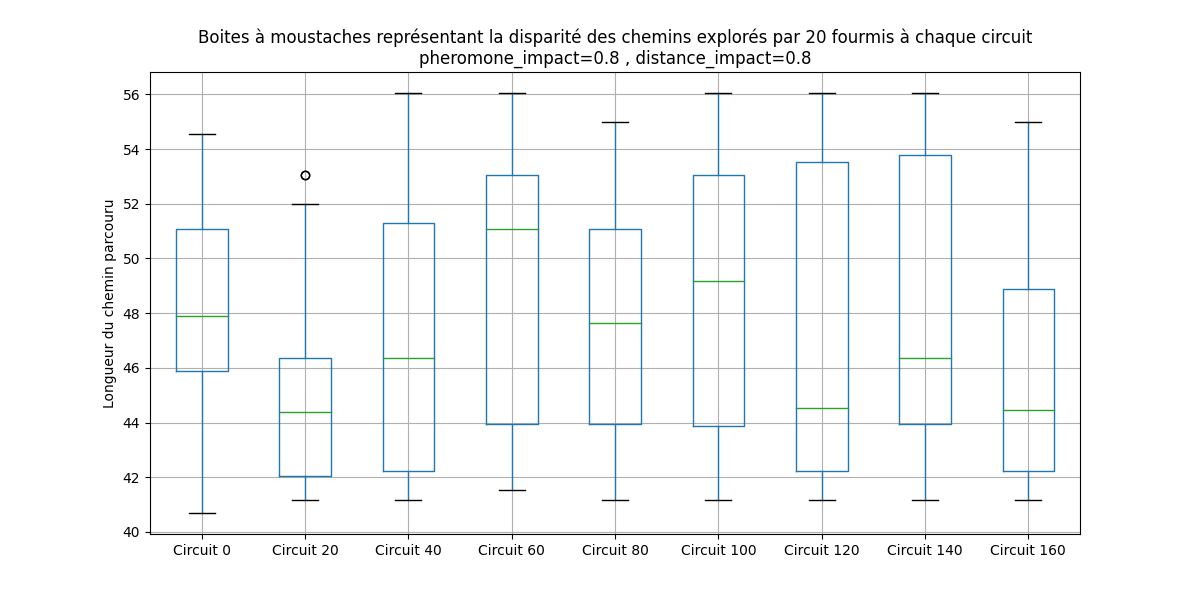 Boites à moustaches représentant la disparité des chemins explorés par 20 fourmis à chaque circuit
pheromone_impact=0.8 , distance_impact=0.8
Longueur du chemin parcouru
56
54
52
50
48
46
44
42
40
Circuit 0 Circuit 20 Circuit 40 Circuit 60 Circuit 80 Circuit 100 Circuit 120 Circuit 140 Circuit 160